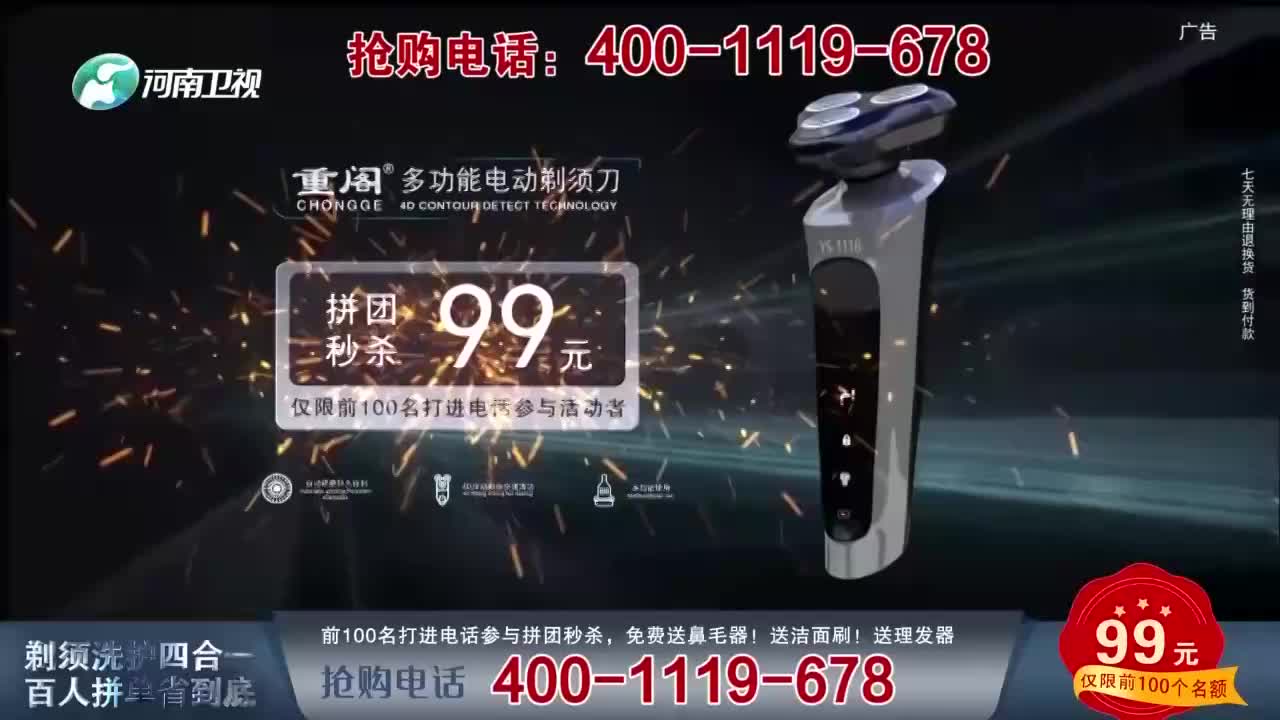 抢购电话：400-1119-678
广告
河南卫视
重阁® 多功能电动剃须刀
CHONGGE 4D CONTOUR DETECT TECHNOLOGY
拼团
秒杀
99元
仅限前100名打进电话参与活动者
YS-1118
七天无理由退换货 货到付款
剃须洗护四合一
百人拼单省到底
前100名打进电话参与拼团秒杀，免费送鼻毛器！送洁面刷！送理发器
抢购电话 400-1119-678
99元
仅限前100个名额